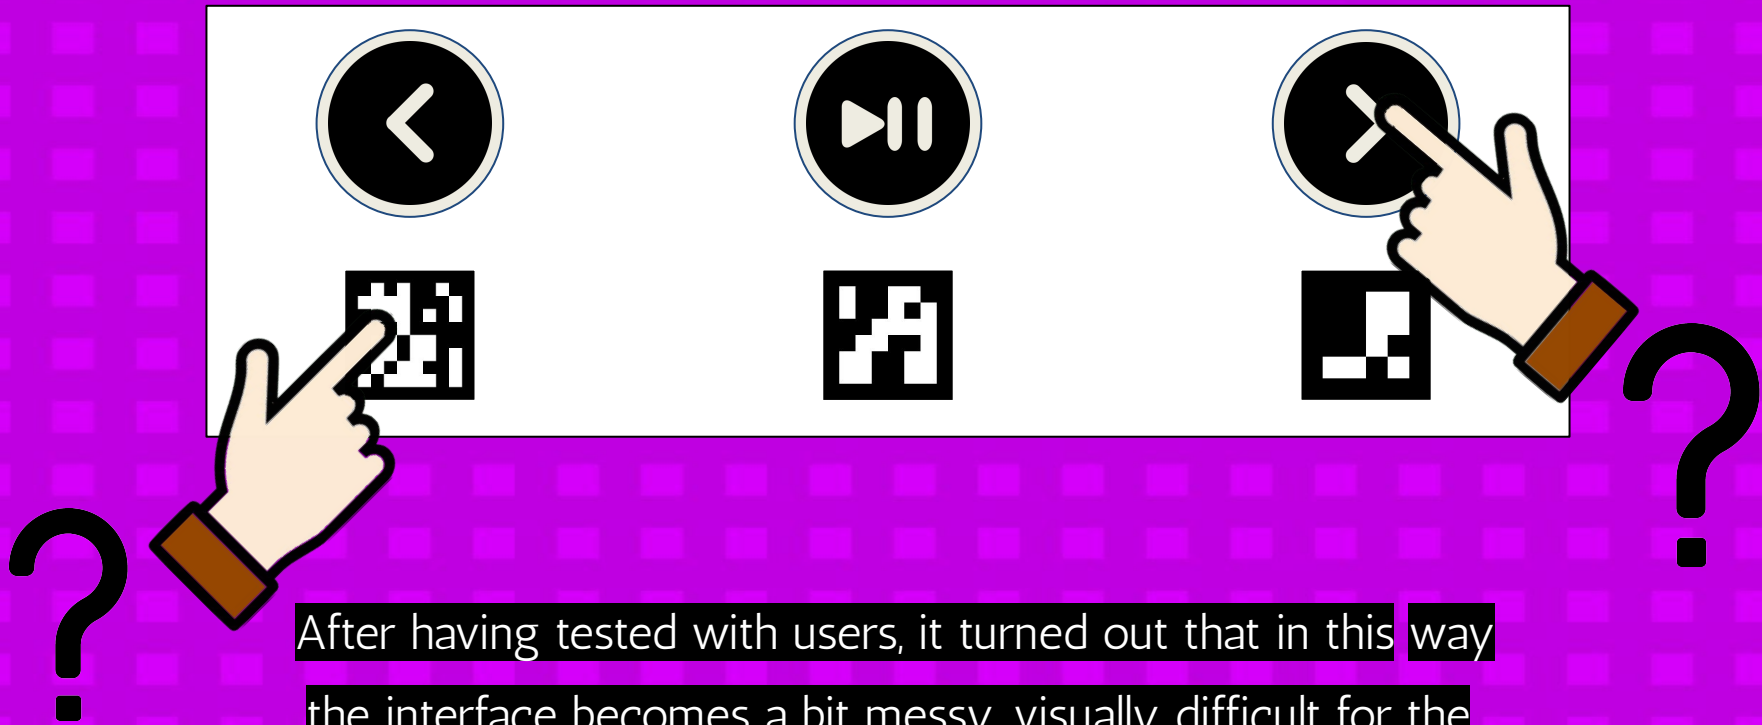 After having tested with users, it turned out that in this way
the interface becomes a bit messy, visually difficult for the